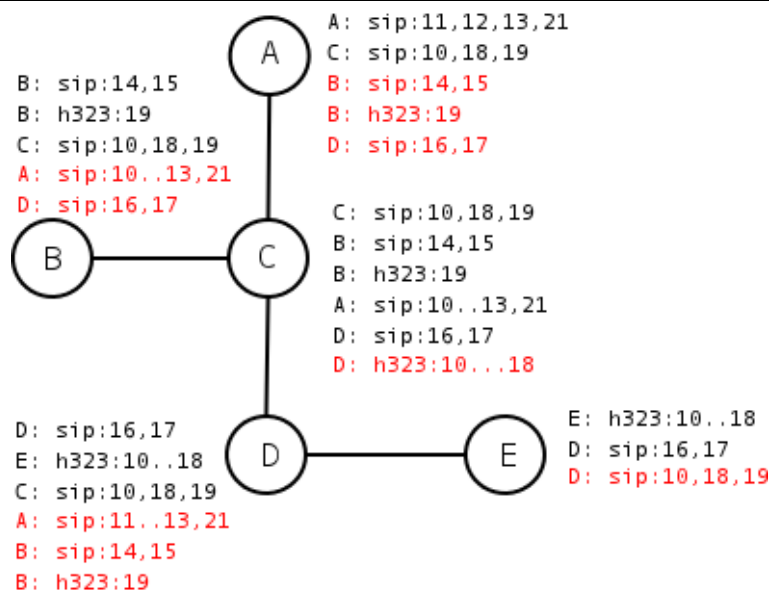 A
A: sip:11,12,13,21
C: sip:10,18,19
B: sip:14,15
B: h323:19
D: sip:16,17
B: sip:14,15
B: h323:19
C: sip:10,18,19
A: sip:10..13,21
D: sip:16,17
B
C
C: sip:10,18,19
B: sip:14,15
B: h323:19
A: sip:10..13,21
D: sip:16,17
D: h323:10...18
D: sip:16,17
E: h323:10..18
C: sip:10,18,19
A: sip:11..13,21
B: sip:14,15
B: h323:19
D
E
E: h323:10..18
D: sip:16,17
D: sip:10,18,19